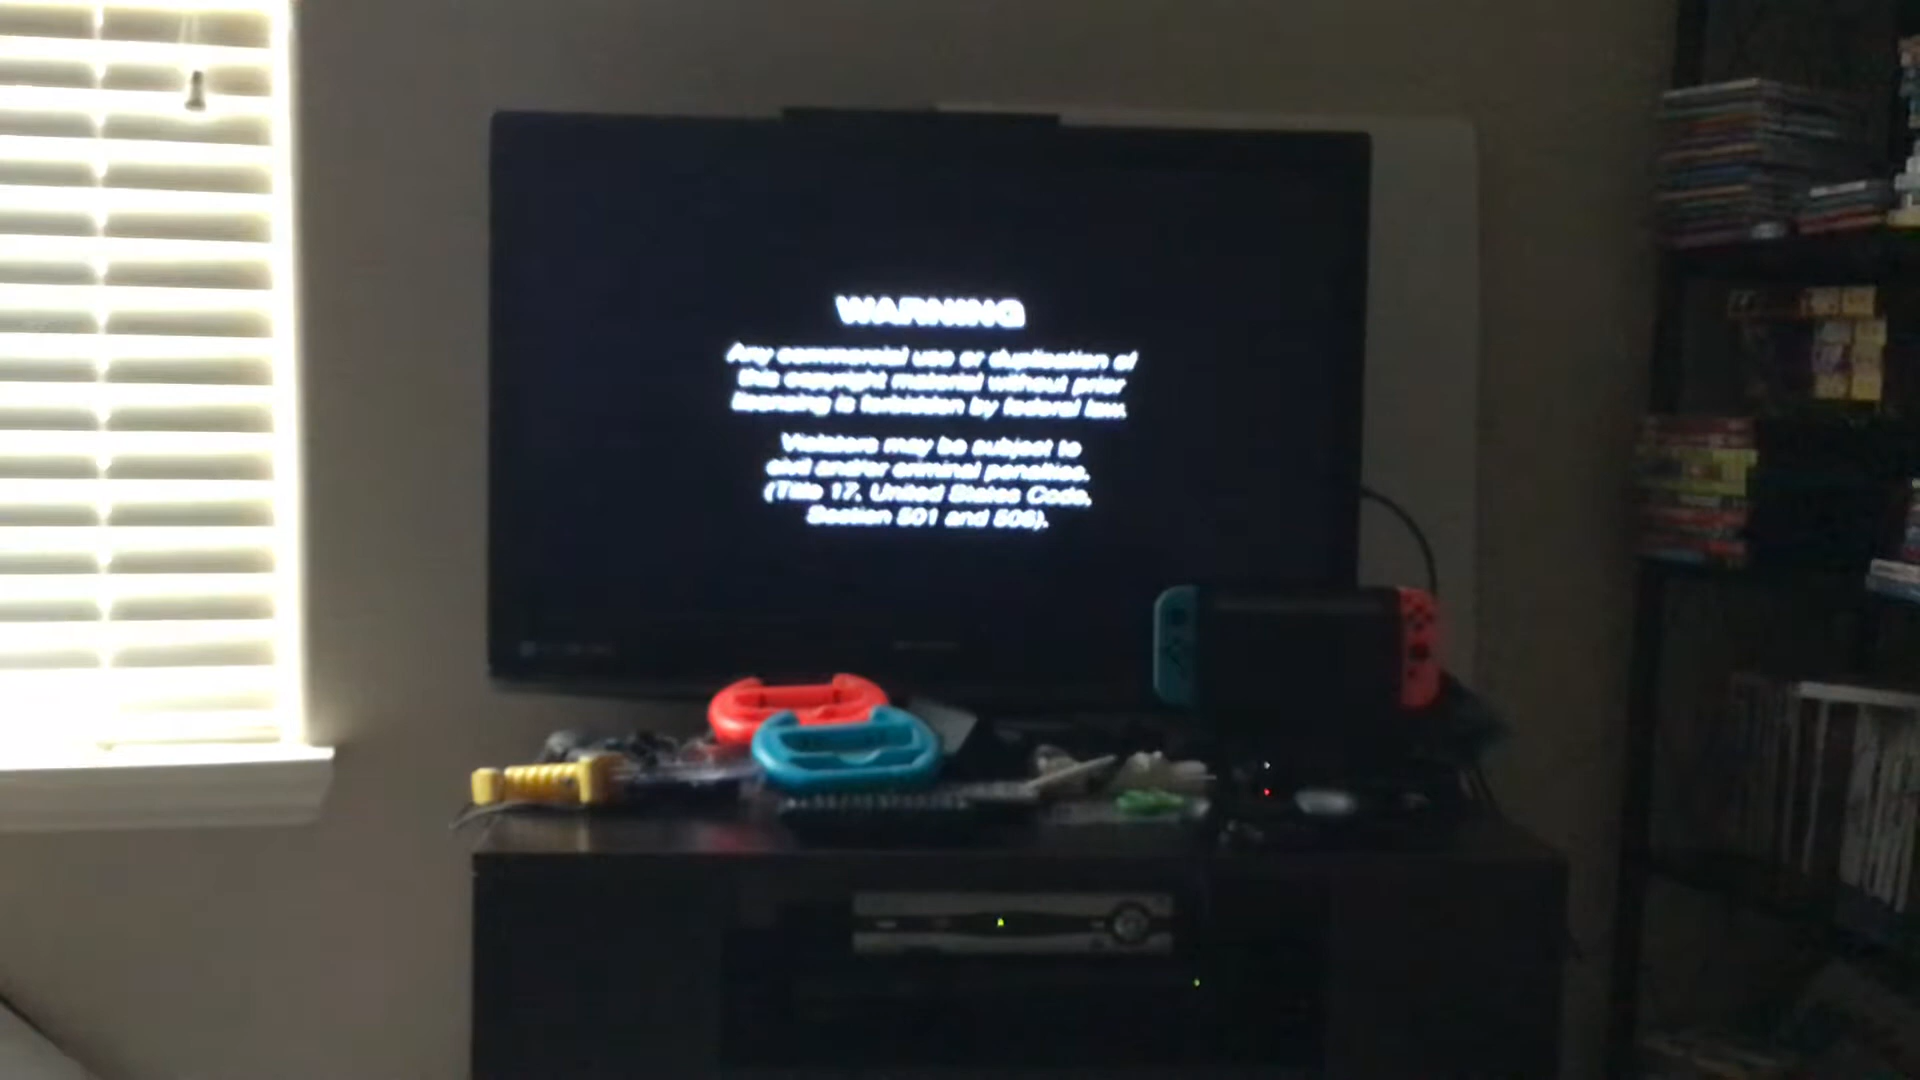 WARNING
Any commercial use or duplication of
this copyright material without prior
licensing is forbidden by federal law.
Violators may be subject to
civil and/or criminal penalties.
(Title 17, United States Code,
Section 501 and 506).